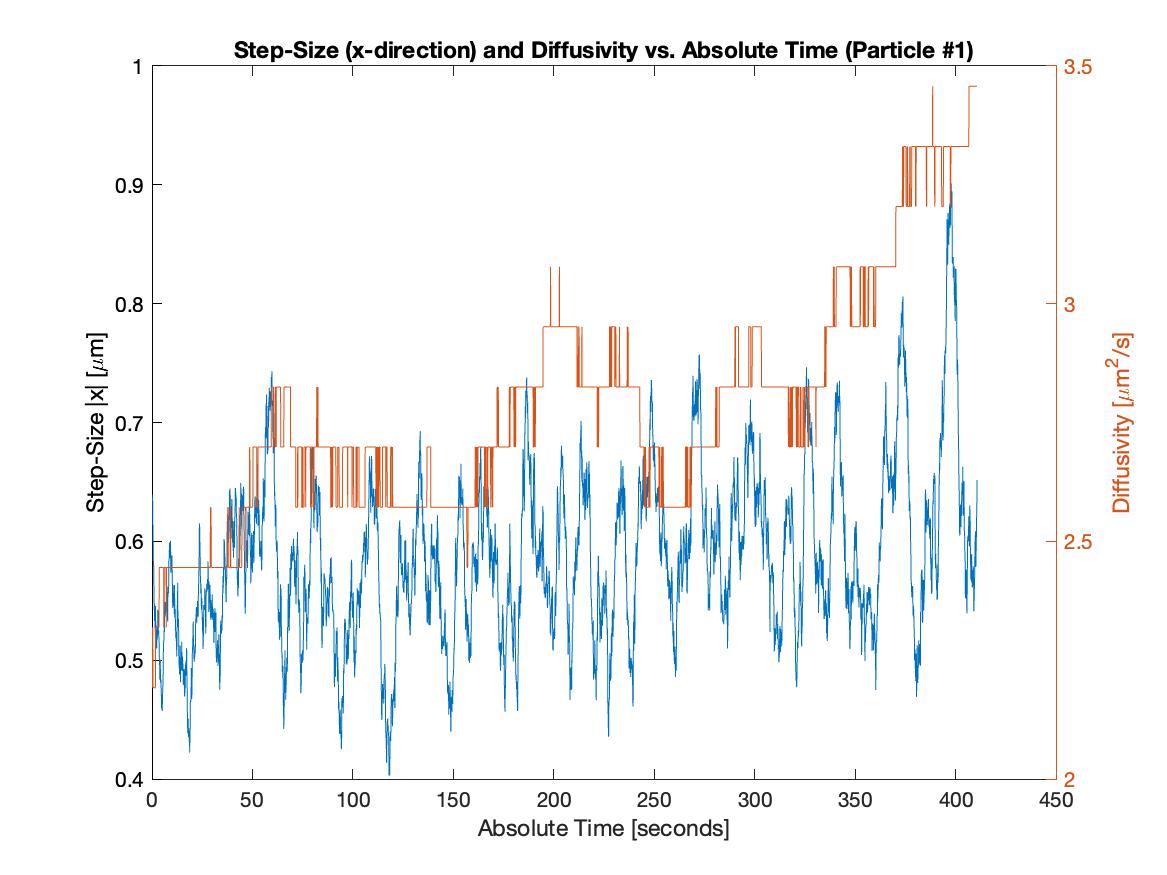 Step-Size (x-direction) and Diffusivity vs. Absolute Time (Particle #1)
1
0.9
0.8
0.7
0.6
0.5
0.4
Step-Size |x| [μm]
3.5
3
2.5
2
Diffusivity [μm²/s]
0 50 100 150 200 250 300 350 400 450
Absolute Time [seconds]